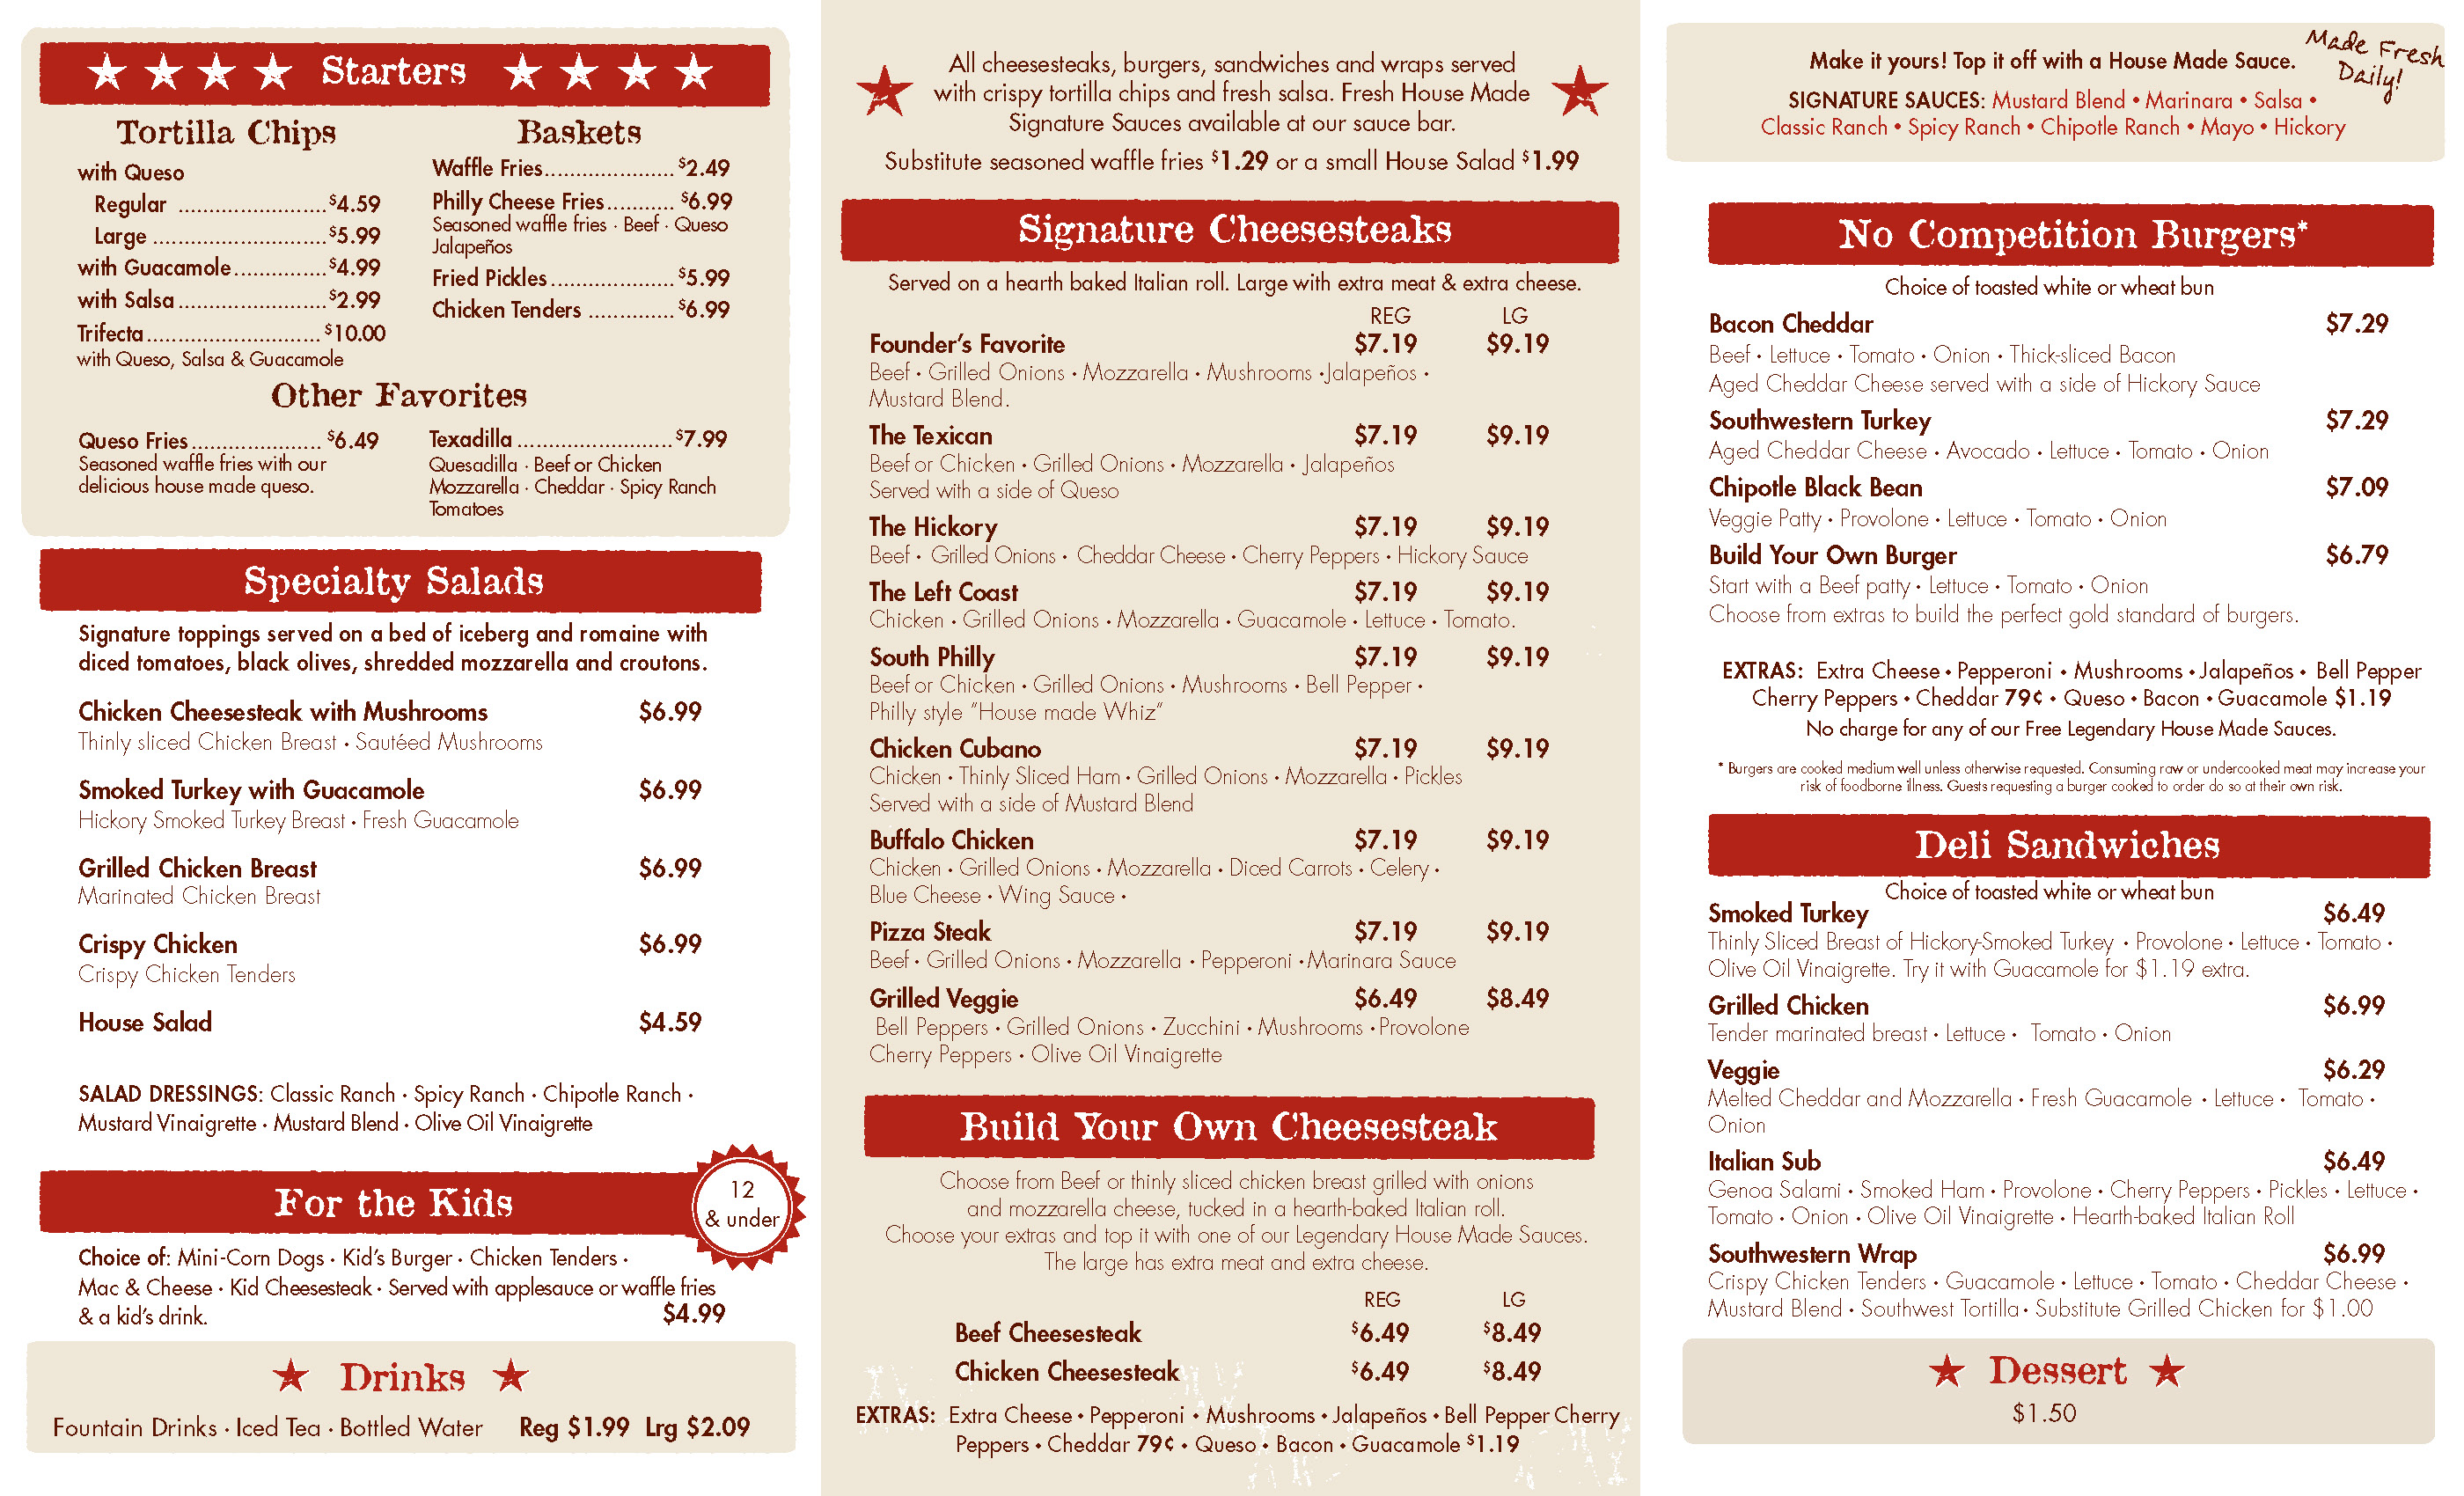 Starters
Tortilla Chips
with Queso
Regular ........................$4.59
Large ............................$5.99
with Guacamole...............$4.99
with Salsa........................$2.99
Trifecta............................$10.00
with Queso, Salsa & Guacamole
Baskets
Waffle Fries.....................$2.49
Philly Cheese Fries........... $6.99
Seasoned waffle fries · Beef · Queso
Jalapeños
Fried Pickles....................$5.99
Chicken Tenders ..............$6.99
Other Favorites
Queso Fries..................... $6.49
Seasoned waffle fries with our
delicious house made queso.
Texadilla.........................$7.99
Quesadilla · Beef or Chicken
Mozzarella · Cheddar · Spicy Ranch
Tomatoes
Specialty Salads
Signature toppings served on a bed of iceberg and romaine with
diced tomatoes, black olives, shredded mozzarella and croutons.
Chicken Cheesesteak with Mushrooms $6.99
Thinly sliced Chicken Breast • Sautéed Mushrooms
Smoked Turkey with Guacamole $6.99
Hickory Smoked Turkey Breast • Fresh Guacamole
Grilled Chicken Breast $6.99
Marinated Chicken Breast
Crispy Chicken $6.99
Crispy Chicken Tenders
House Salad $4.59
SALAD DRESSINGS: Classic Ranch · Spicy Ranch · Chipotle Ranch ·
Mustard Vinaigrette · Mustard Blend · Olive Oil Vinaigrette
For the Kids
12
& under
Choice of: Mini-Corn Dogs · Kid's Burger · Chicken Tenders ·
Mac & Cheese · Kid Cheesesteak · Served with applesauce or waffle fries
& a kid's drink. $4.99
Drinks
Fountain Drinks · Iced Tea · Bottled Water Reg $1.99 Lrg $2.09
All cheesesteaks, burgers, sandwiches and wraps served
with crispy tortilla chips and fresh salsa. Fresh House Made
Signature Sauces available at our sauce bar.
Substitute seasoned waffle fries $1.29 or a small House Salad $1.99
Signature Cheesesteaks
Served on a hearth baked Italian roll. Large with extra meat & extra cheese.
REG LG
Founder's Favorite $7.19 $9.19
Beef • Grilled Onions • Mozzarella • Mushrooms •Jalapeños •
Mustard Blend.
The Texican $7.19 $9.19
Beef or Chicken • Grilled Onions • Mozzarella • Jalapeños
Served with a side of Queso
The Hickory $7.19 $9.19
Beef • Grilled Onions • Cheddar Cheese • Cherry Peppers • Hickory Sauce
The Left Coast $7.19 $9.19
Chicken • Grilled Onions • Mozzarella • Guacamole • Lettuce • Tomato.
South Philly $7.19 $9.19
Beef or Chicken • Grilled Onions • Mushrooms • Bell Pepper •
Philly style "House made Whiz"
Chicken Cubano $7.19 $9.19
Chicken • Thinly Sliced Ham • Grilled Onions • Mozzarella • Pickles
Served with a side of Mustard Blend
Buffalo Chicken $7.19 $9.19
Chicken • Grilled Onions • Mozzarella • Diced Carrots • Celery •
Blue Cheese • Wing Sauce •
Pizza Steak $7.19 $9.19
Beef • Grilled Onions • Mozzarella • Pepperoni •Marinara Sauce
Grilled Veggie $6.49 $8.49
Bell Peppers • Grilled Onions • Zucchini • Mushrooms •Provolone
Cherry Peppers • Olive Oil Vinaigrette
Build Your Own Cheesesteak
Choose from Beef or thinly sliced chicken breast grilled with onions
and mozzarella cheese, tucked in a hearth-baked Italian roll.
Choose your extras and top it with one of our Legendary House Made Sauces.
The large has extra meat and extra cheese.
REG LG
Beef Cheesesteak $6.49 $8.49
Chicken Cheesesteak $6.49 $8.49
EXTRAS: Extra Cheese • Pepperoni • Mushrooms • Jalapeños • Bell Pepper Cherry
Peppers • Cheddar 79¢ • Queso • Bacon • Guacamole $1.19
Made Fresh
Daily!
Make it yours! Top it off with a House Made Sauce.
SIGNATURE SAUCES: Mustard Blend • Marinara • Salsa •
Classic Ranch • Spicy Ranch • Chipotle Ranch • Mayo • Hickory
No Competition Burgers*
Choice of toasted white or wheat bun
Bacon Cheddar $7.29
Beef • Lettuce • Tomato • Onion • Thick-sliced Bacon
Aged Cheddar Cheese served with a side of Hickory Sauce
Southwestern Turkey $7.29
Aged Cheddar Cheese • Avocado • Lettuce • Tomato • Onion
Chipotle Black Bean $7.09
Veggie Patty • Provolone • Lettuce • Tomato • Onion
Build Your Own Burger $6.79
Start with a Beef patty • Lettuce • Tomato • Onion
Choose from extras to build the perfect gold standard of burgers.
EXTRAS: Extra Cheese • Pepperoni • Mushrooms • Jalapeños • Bell Pepper
Cherry Peppers • Cheddar 79¢ • Queso • Bacon • Guacamole $1.19
No charge for any of our Free Legendary House Made Sauces.
* Burgers are cooked medium well unless otherwise requested. Consuming raw or undercooked meat may increase your
risk of foodborne illness. Guests requesting a burger cooked to order do so at their own risk.
Deli Sandwiches
Choice of toasted white or wheat bun
Smoked Turkey $6.49
Thinly Sliced Breast of Hickory-Smoked Turkey • Provolone • Lettuce • Tomato •
Olive Oil Vinaigrette. Try it with Guacamole for $1.19 extra.
Grilled Chicken $6.99
Tender marinated breast • Lettuce • Tomato • Onion
Veggie $6.29
Melted Cheddar and Mozzarella • Fresh Guacamole • Lettuce • Tomato •
Onion
Italian Sub $6.49
Genoa Salami • Smoked Ham • Provolone • Cherry Peppers • Pickles • Lettuce •
Tomato • Onion • Olive Oil Vinaigrette • Hearth-baked Italian Roll
Southwestern Wrap $6.99
Crispy Chicken Tenders • Guacamole • Lettuce • Tomato • Cheddar Cheese •
Mustard Blend • Southwest Tortilla • Substitute Grilled Chicken for $1.00
Dessert
$1.50